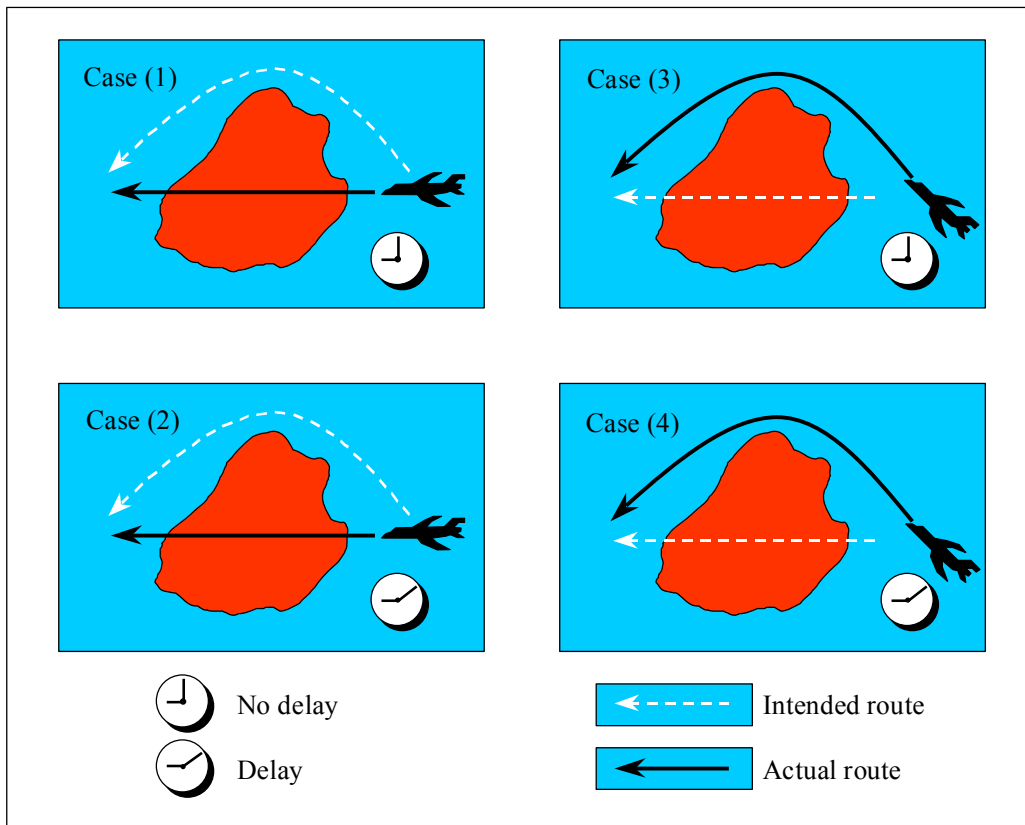 Case (1)
Case (3)
Case (2)
Case (4)
No delay
Intended route
Delay
Actual route